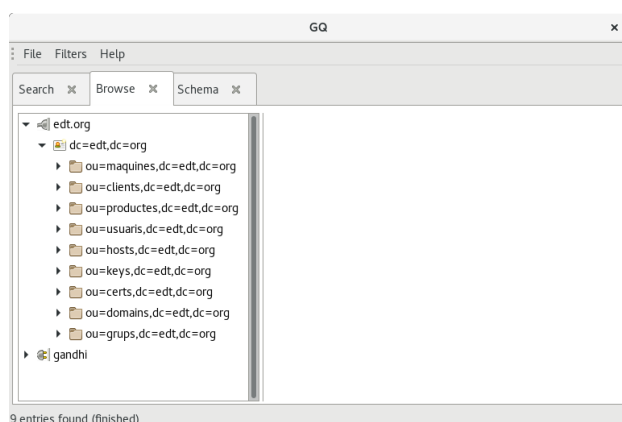 GQ
File Filters Help
Search Browse Schema
edt.org
dc=edt,dc=org
ou=maquines,dc=edt,dc=org
ou=clients,dc=edt,dc=org
ou=productes,dc=edt,dc=org
ou=usuaris,dc=edt,dc=org
ou=hosts,dc=edt,dc=org
ou=keys,dc=edt,dc=org
ou=certs,dc=edt,dc=org
ou=domains,dc=edt,dc=org
ou=grups,dc=edt,dc=org
gandhi
9 entries found (finished)